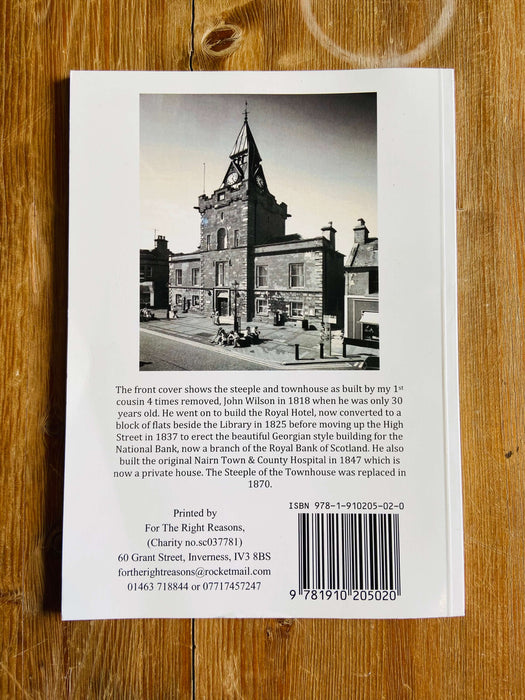 The front cover shows the steeple and townhouse as built by my 1st
cousin 4 times removed, John Wilson in 1818 when he was only 30
years old. He went on to build the Royal Hotel, now converted to a
block of flats beside the Library in 1825 before moving up the High
Street in 1837 to erect the beautiful Georgian style building for the
National Bank, now a branch of the Royal Bank of Scotland. He also
built the original Nairn Town & County Hospital in 1847 which is
now a private house. The Steeple of the Townhouse was replaced in
1870.
Printed by
For The Right Reasons,
(Charity no.sc037781)
60 Grant Street, Inverness, IV3 8BS
fortherightreasons@rocketmail.com
01463 718844 or 07717457247
ISBN 978-1-910205-02-0
9 781910 205020